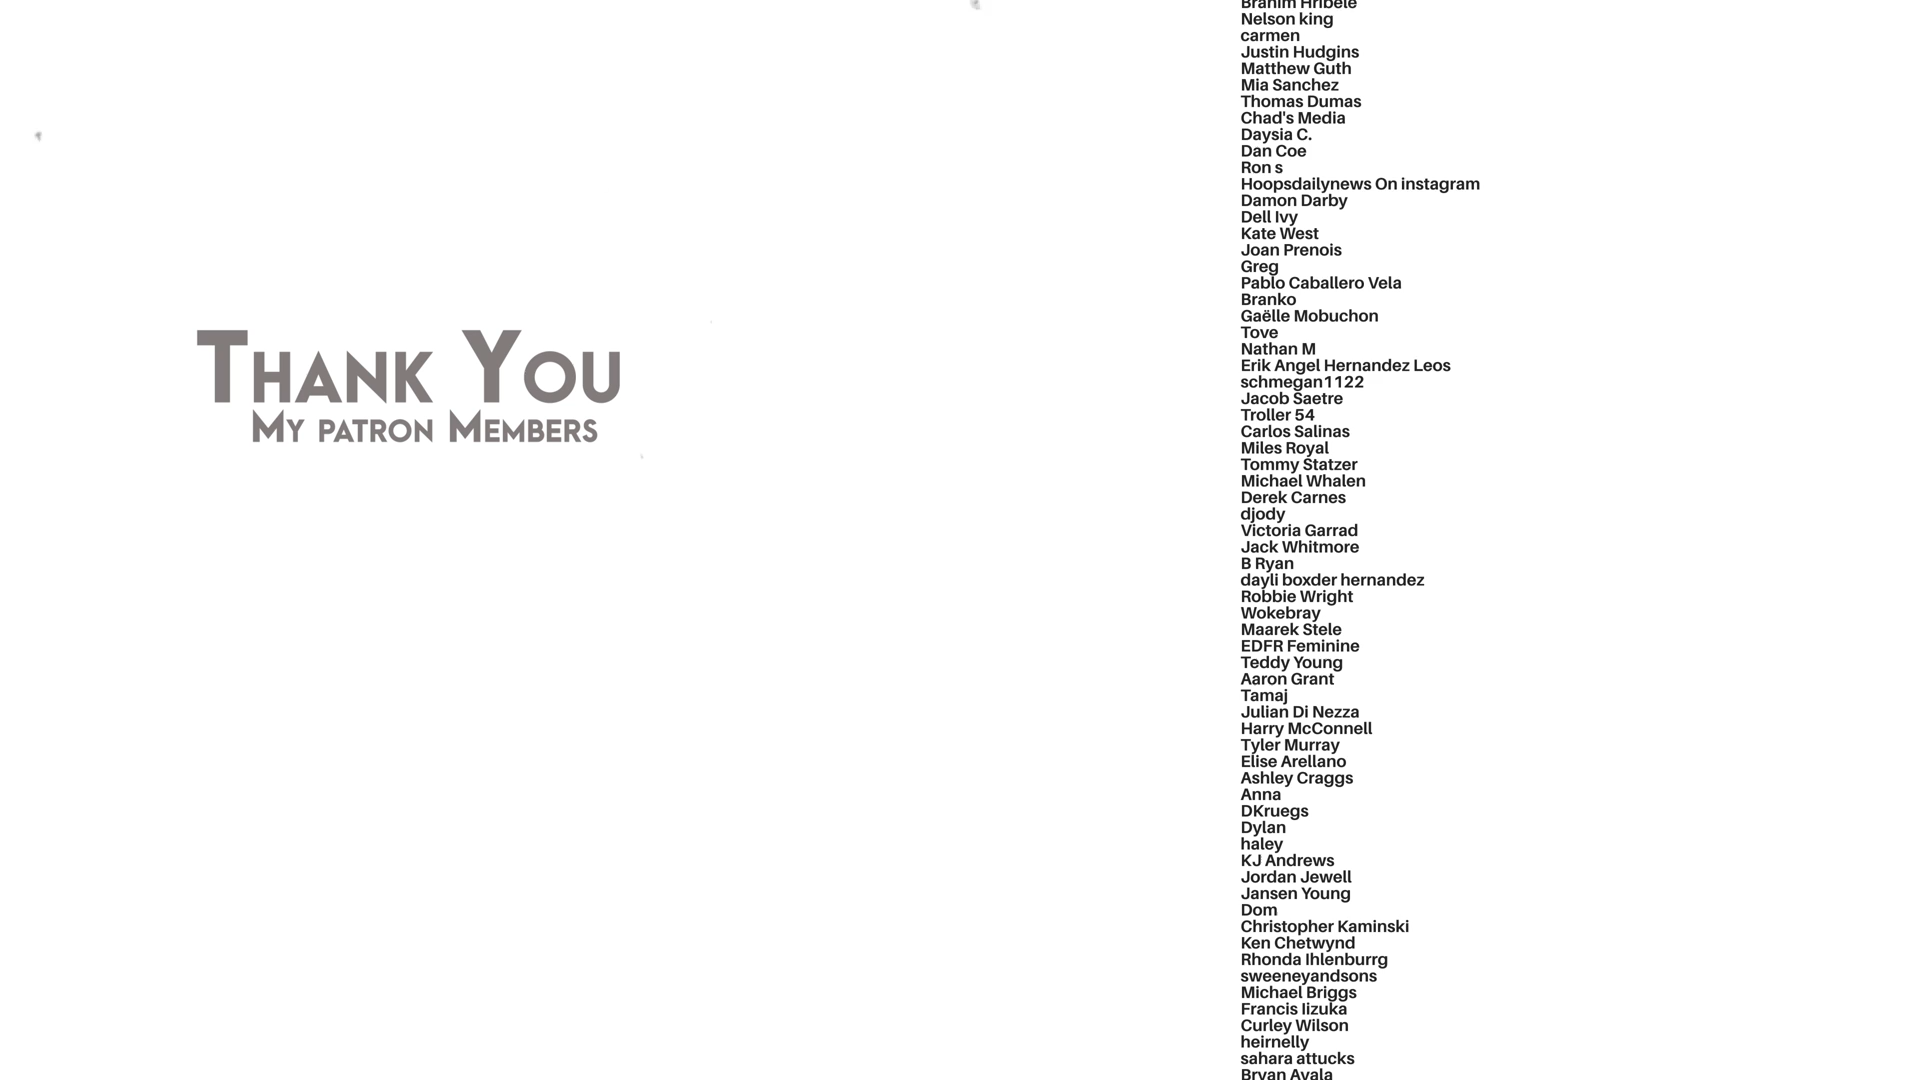 Thank You
My patron Members
Brahim Hribele
Nelson king
carmen
Justin Hudgins
Matthew Guth
Mia Sanchez
Thomas Dumas
Chad's Media
Daysia C.
Dan Coe
Ron s
Hoopsdailynews On instagram
Damon Darby
Dell Ivy
Kate West
Joan Prenois
Greg
Pablo Caballero Vela
Branko
Gaëlle Mobuchon
Tove
Nathan M
Erik Angel Hernandez Leos
schmegan1122
Jacob Saetre
Troller 54
Carlos Salinas
Miles Royal
Tommy Statzer
Michael Whalen
Derek Carnes
djody
Victoria Garrad
Jack Whitmore
B Ryan
dayli boxder hernandez
Robbie Wright
Wokebray
Maarek Stele
EDFR Feminine
Teddy Young
Aaron Grant
Tamaj
Julian Di Nezza
Harry McConnell
Tyler Murray
Elise Arellano
Ashley Craggs
Anna
DKruegs
Dylan
haley
KJ Andrews
Jordan Jewell
Jansen Young
Dom
Christopher Kaminski
Ken Chetwynd
Rhonda Ihlenburrg
sweeneyandsons
Michael Briggs
Francis Iizuka
Curley Wilson
heirnelly
sahara attucks
Bryan Ayala